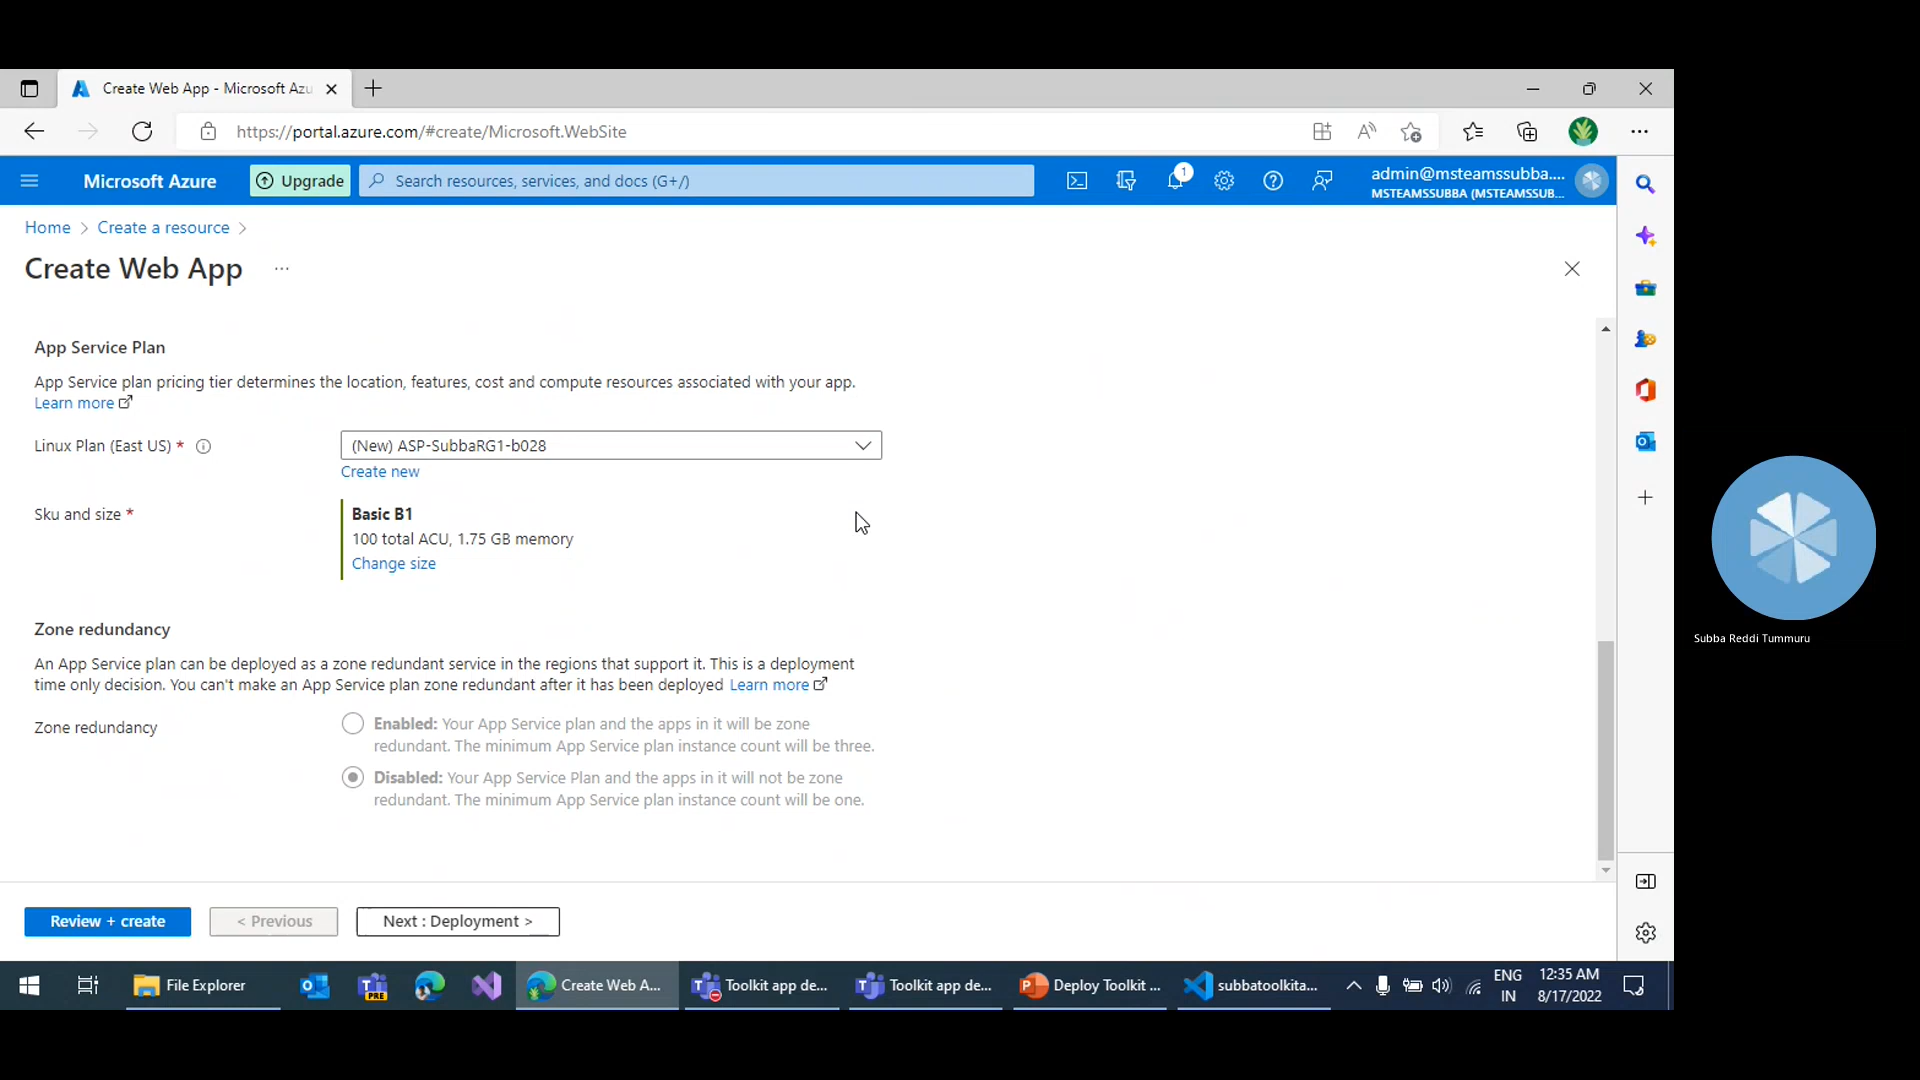 Create Web App - Microsoft Azu
https://portal.azure.com/#create/Microsoft.WebSite
Microsoft Azure
Upgrade
Search resources, services, and docs (G+/)
1
admin@msteamssubba....
MSTEAMSSUBBA (MSTEAMSSUB...
Home > Create a resource >
Create Web App ...
App Service Plan
App Service plan pricing tier determines the location, features, cost and compute resources associated with your app.
Learn more
Linux Plan (East US) *
(New) ASP-SubbaRG1-b028
Create new
Sku and size *
Basic B1
100 total ACU, 1.75 GB memory
Change size
Zone redundancy
An App Service plan can be deployed as a zone redundant service in the regions that support it. This is a deployment
time only decision. You can't make an App Service plan zone redundant after it has been deployed Learn more
Zone redundancy
Enabled: Your App Service plan and the apps in it will be zone
redundant. The minimum App Service plan instance count will be three.
Disabled: Your App Service Plan and the apps in it will not be zone
redundant. The minimum App Service plan instance count will be one.
Review + create
< Previous
Next : Deployment >
Subba Reddi Tummuru
File Explorer
PRE
Create Web A...
Toolkit app de...
Toolkit app de...
Deploy Toolkit ...
subbatoolkita...
ENG
IN
12:35 AM
8/17/2022